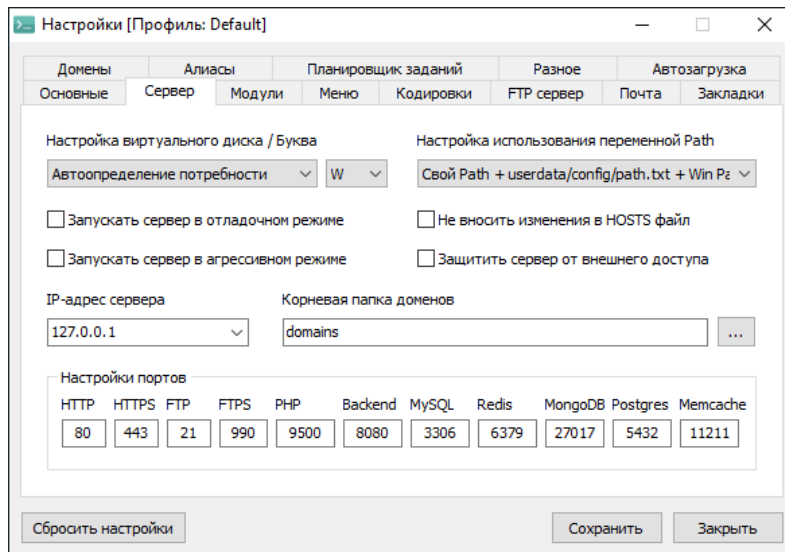 Настройки [Профиль: Default]
Домены Алиасы Планировщик заданий Разное Автозагрузка
Основные Сервер Модули Меню Кодировки FTP сервер Почта Закладки
Настройка виртуального диска / Буква Настройка использования переменной Path
Автоопределение потребности W Свой Path + userdata/config/path.txt + Win Pa
Запускать сервер в отладочном режиме Не вносить изменения в HOSTS файл
Запускать сервер в агрессивном режиме Защитить сервер от внешнего доступа
IP-адрес сервера Корневая папка доменов
127.0.0.1 domains ...
Настройки портов
HTTP HTTPS FTP FTPS PHP Backend MySQL Redis MongoDB Postgres Memcache
80 443 21 990 9500 8080 3306 6379 27017 5432 11211
Сбросить настройки Сохранить Закрыть